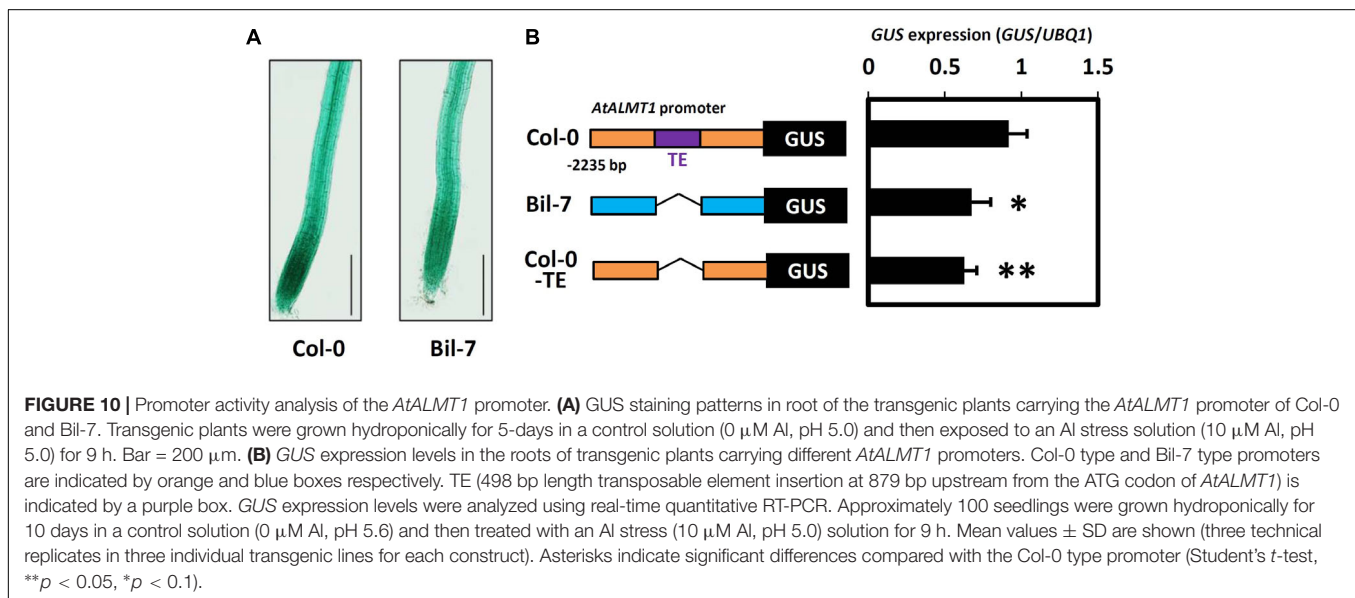 A
B
GUS expression (GUS/UBQ1)
0 0.5 1 1.5
AtALMT1 promoter
Col-0
GUS
-2235 bp
TE
Bil-7
GUS
*
Col-0
-TE
GUS
**
Col-0
Bil-7
FIGURE 10 | Promoter activity analysis of the AtALMT1 promoter. (A) GUS staining patterns in root of the transgenic plants carrying the AtALMT1 promoter of Col-0
and Bil-7. Transgenic plants were grown hydroponically for 5-days in a control solution (0 μM Al, pH 5.0) and then exposed to an Al stress solution (10 μM Al, pH
5.0) for 9 h. Bar = 200 μm. (B) GUS expression levels in the roots of transgenic plants carrying different AtALMT1 promoters. Col-0 type and Bil-7 type promoters
are indicated by orange and blue boxes respectively. TE (498 bp length transposable element insertion at 879 bp upstream from the ATG codon of AtALMT1) is
indicated by a purple box. GUS expression levels were analyzed using real-time quantitative RT-PCR. Approximately 100 seedlings were grown hydroponically for
10 days in a control solution (0 μM Al, pH 5.6) and then treated with an Al stress (10 μM Al, pH 5.0) solution for 9 h. Mean values ± SD are shown (three technical
replicates in three individual transgenic lines for each construct). Asterisks indicate significant differences compared with the Col-0 type promoter (Student's t-test,
**p < 0.05, *p < 0.1).